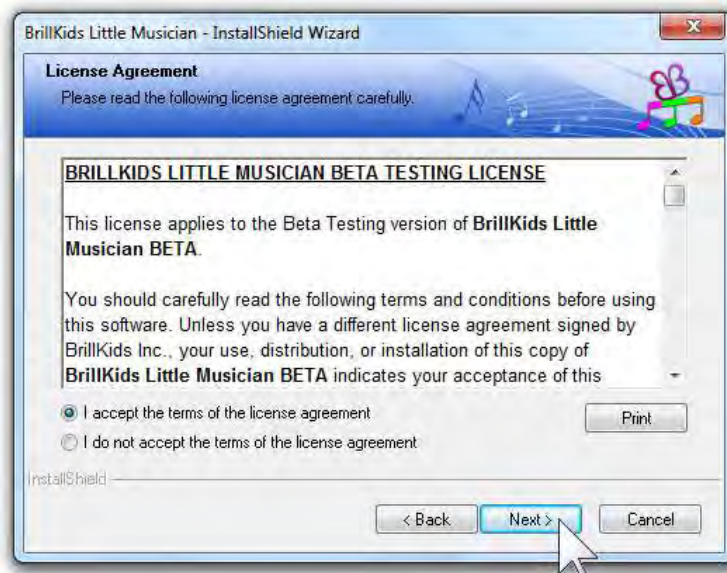 BrillKids Little Musician - InstallShield Wizard
License Agreement
Please read the following license agreement carefully.
BRILLKIDS LITTLE MUSICIAN BETA TESTING LICENSE
This license applies to the Beta Testing version of BrillKids Little
Musician BETA.
You should carefully read the following terms and conditions before using
this software. Unless you have a different license agreement signed by
BrillKids Inc., your use, distribution, or installation of this copy of
BrillKids Little Musician BETA indicates your acceptance of this
I accept the terms of the license agreement
Print
I do not accept the terms of the license agreement
InstallShield
< Back
Next >
Cancel